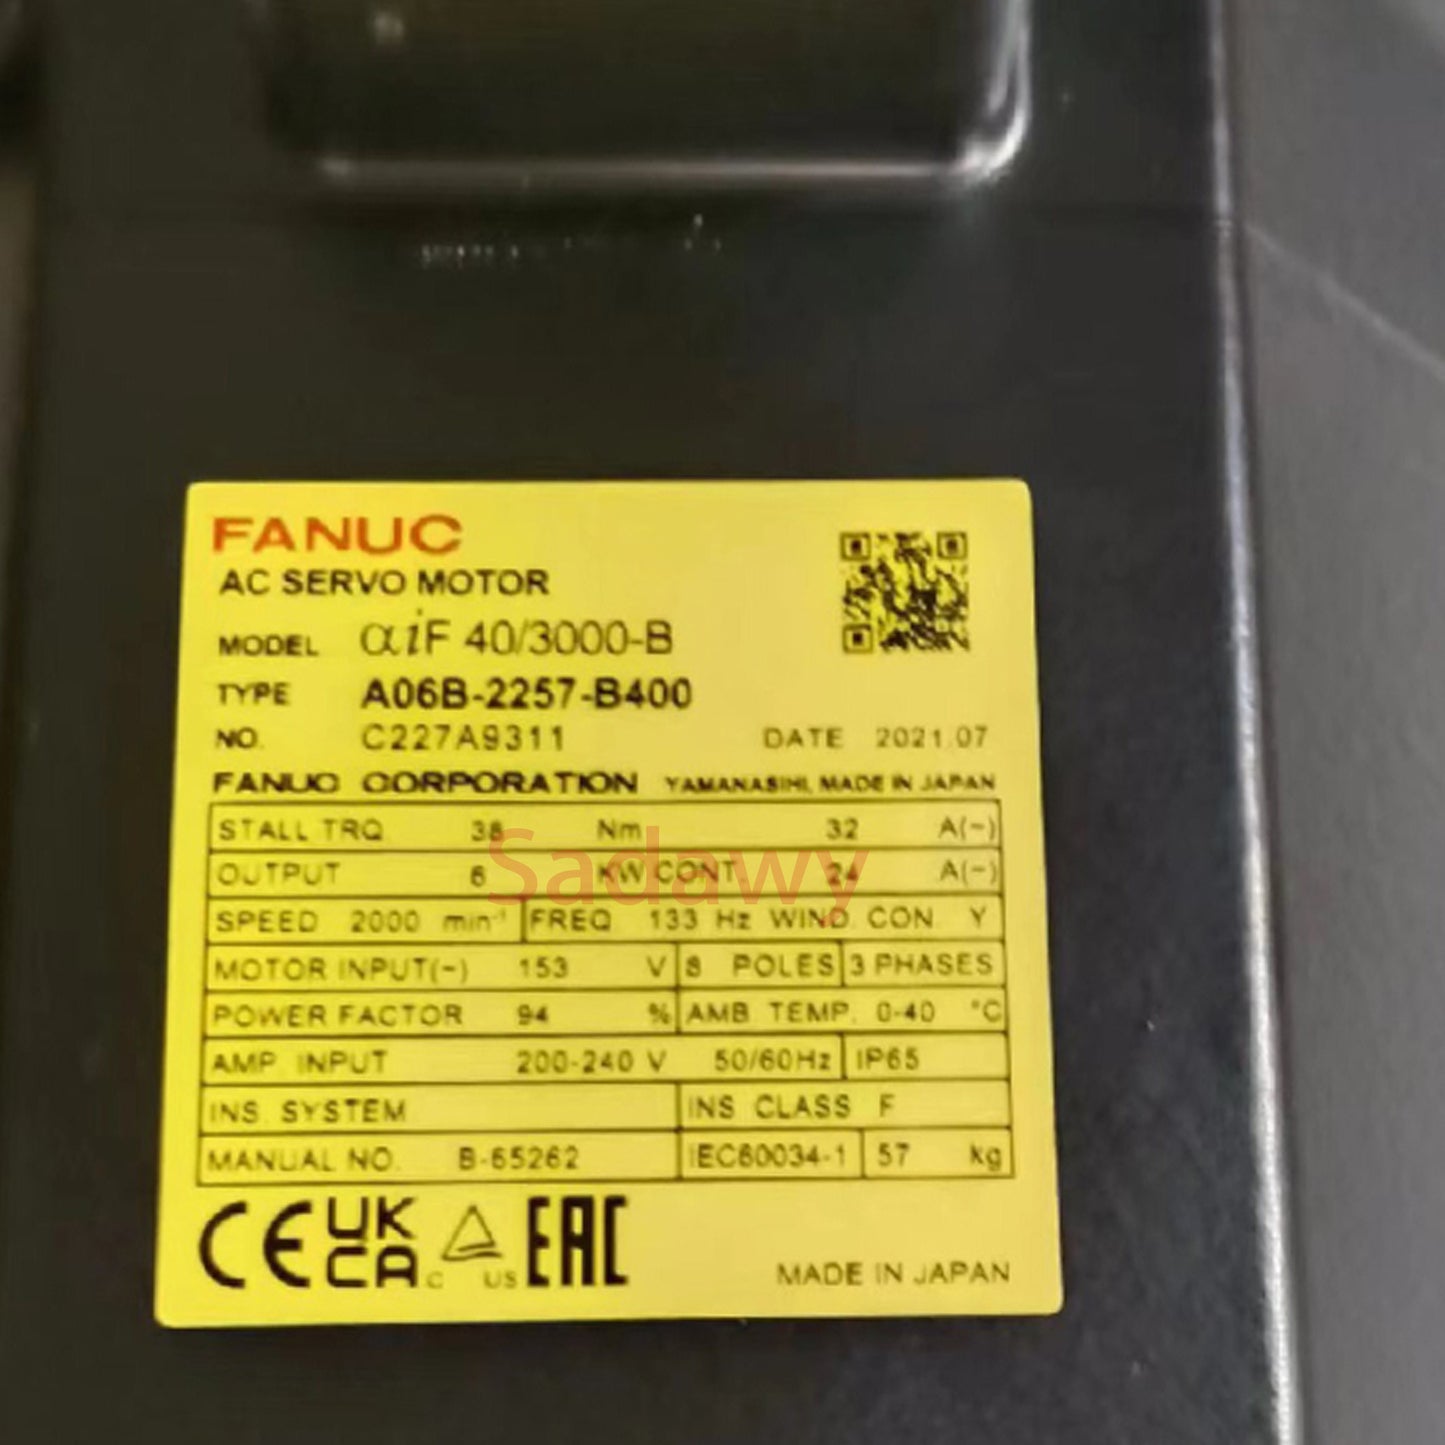 FANUC
AC SERVO MOTOR
MODEL αiF 40/3000-B
TYPE A06B-2257-B400
NO. C227A9311 DATE 2021.07
FANUC CORPORATION YAMANASIHI, MADE IN JAPAN
STALL TRQ 38 Nm 32 A(~)
OUTPUT 6 KW CONT. 24 A(~)
Sadawy
SPEED 2000 min⁻¹ FREQ 133 Hz WIND. CON. Y
MOTOR INPUT(~) 153 V 8 POLES 3 PHASES
POWER FACTOR 94 % AMB TEMP. 0-40 °C
AMP. INPUT 200-240 V 50/60Hz IP65
INS. SYSTEM INS CLASS F
MANUAL NO. B-65262 IEC60034-1 57 kg
CE UK CA C US EAC
MADE IN JAPAN